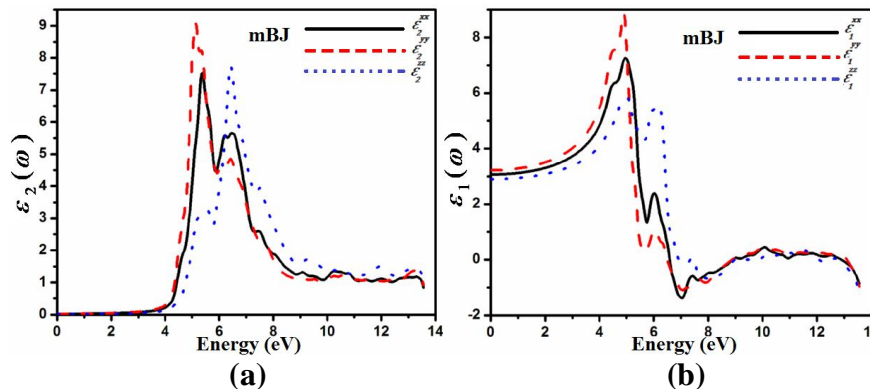 mBJ
ε₂ˣˣ
ε₂ʸʸ
ε₂ᶻᶻ
ε₂(ω)
9
8
7
6
5
4
3
2
1
0
0 2 4 6 8 10 12 14
Energy (eV)
(a)
mBJ
ε₁ˣˣ
ε₁ʸʸ
ε₁ᶻᶻ
ε₁(ω)
8
6
4
2
0
-2
0 2 4 6 8 10 12
Energy (eV)
(b)